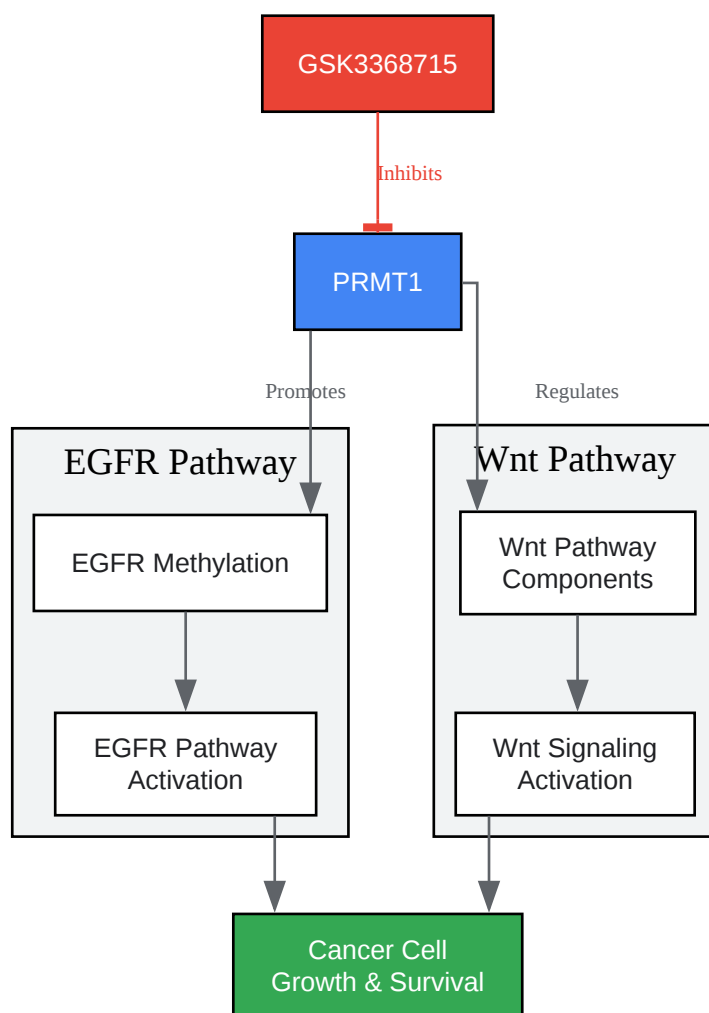 GSK3368715
Inhibits
PRMT1
Promotes
Regulates
EGFR Pathway
Wnt Pathway
EGFR Methylation
Wnt Pathway
Components
EGFR Pathway
Activation
Wnt Signaling
Activation
Cancer Cell
Growth & Survival